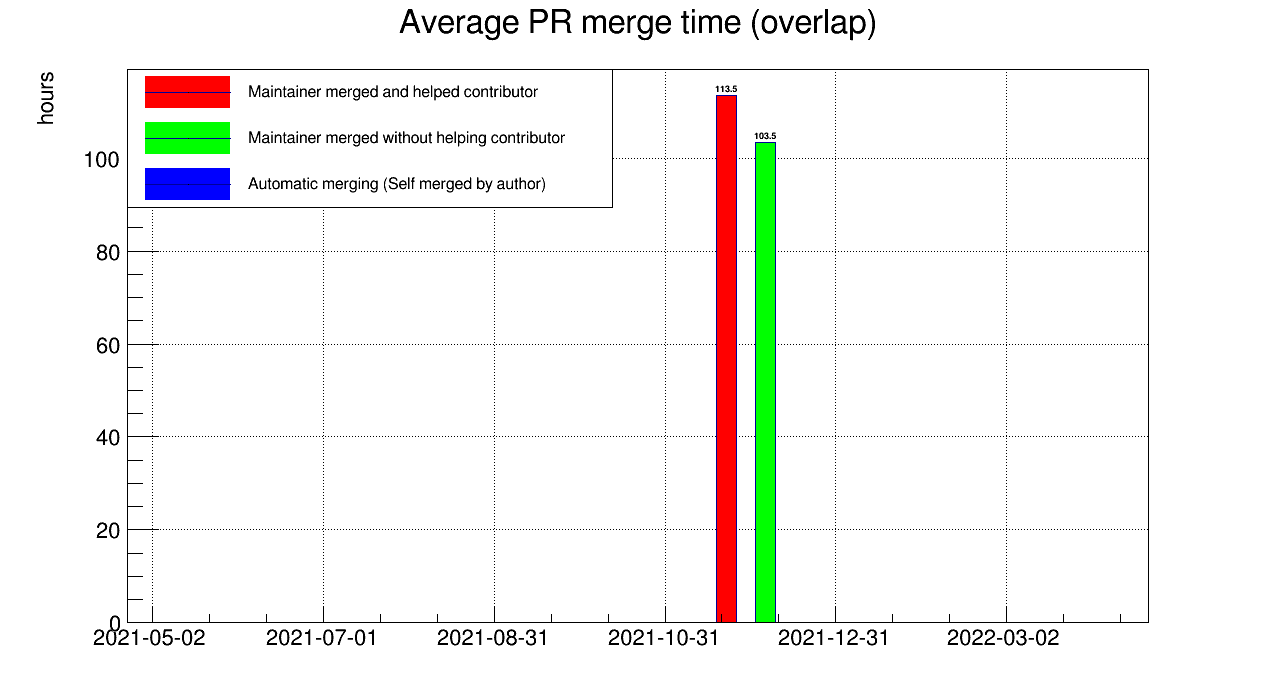 Average PR merge time (overlap)
hours
Maintainer merged and helped contributor
Maintainer merged without helping contributor
Automatic merging (Self merged by author)
113.5
103.5
100
80
60
40
20
0
2021-05-02 2021-07-01 2021-08-31 2021-10-31 2021-12-31 2022-03-02